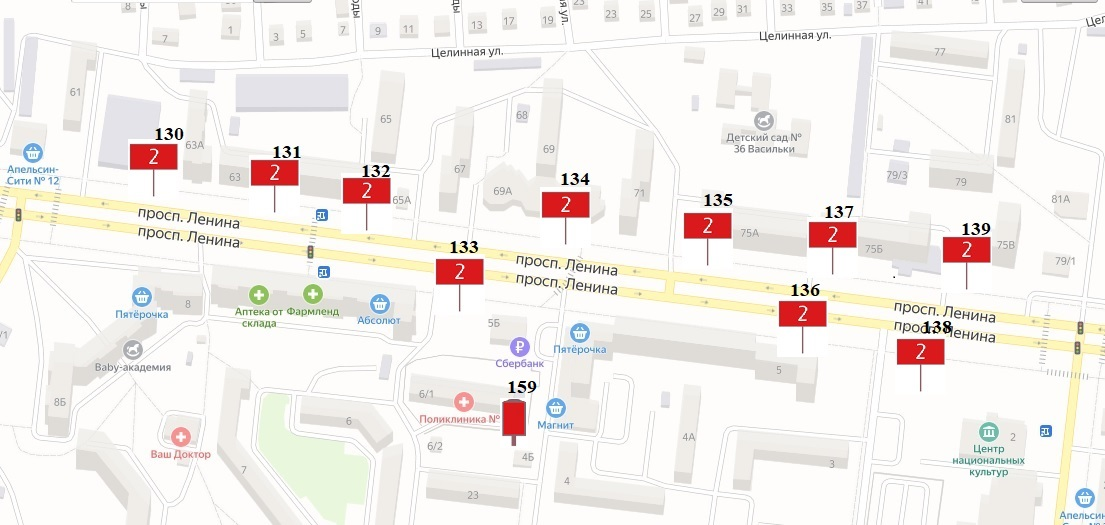 7
1
3
5
7
9
11
13
17
19
23
25
27
29
31
33
35
37
43
Целинная ул.
Целинная ул.
77
61
130
2
63А
63
131
2
65
132
2
65А
67
68
69
69А
134
2
71
Детский сад №
36 Васильки
81
79/3
79
81А
Апельсин-
Сити № 12
135
2
75А
137
2
75Б
139
2
75В
79/1
просп. Ленина
просп. Ленина
133
2
просп. Ленина
просп. Ленина
136
2
просп. Ленина
просп. Ленина
138
2
Пятёрочка
8
Аптека от
склада
Фармленд
Абсолют
5Б
Сбербанк
Пятёрочка
5
Baby-академия
8Б
Ваш Доктор
7
6
6/1
Поликлиника №
159
Магнит
6/2
4Б
23
4
4А
3
2
Центр
национальных
культур
Апельсин-